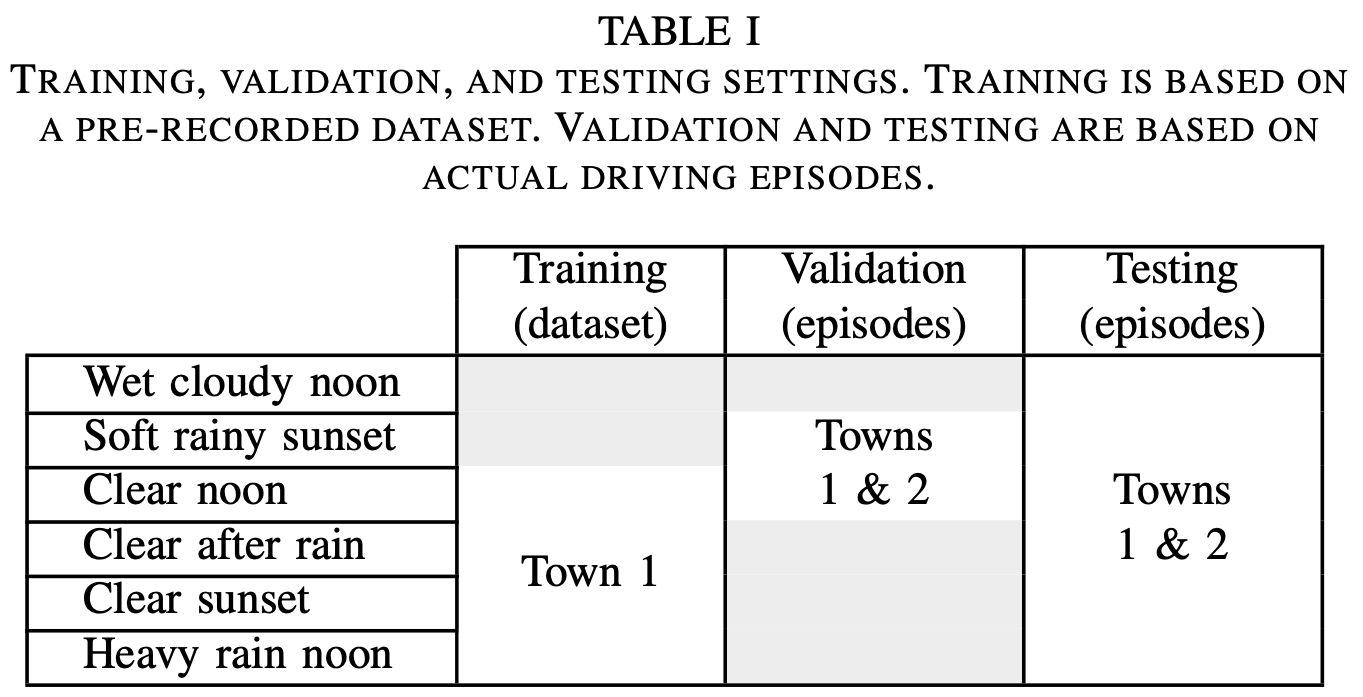 TABLE I
TRAINING, VALIDATION, AND TESTING SETTINGS. TRAINING IS BASED ON
A PRE-RECORDED DATASET. VALIDATION AND TESTING ARE BASED ON
ACTUAL DRIVING EPISODES.
Training Validation Testing
(dataset) (episodes) (episodes)
Wet cloudy noon
Soft rainy sunset Towns
Clear noon 1 & 2 Towns
Clear after rain 1 & 2
Town 1
Clear sunset
Heavy rain noon